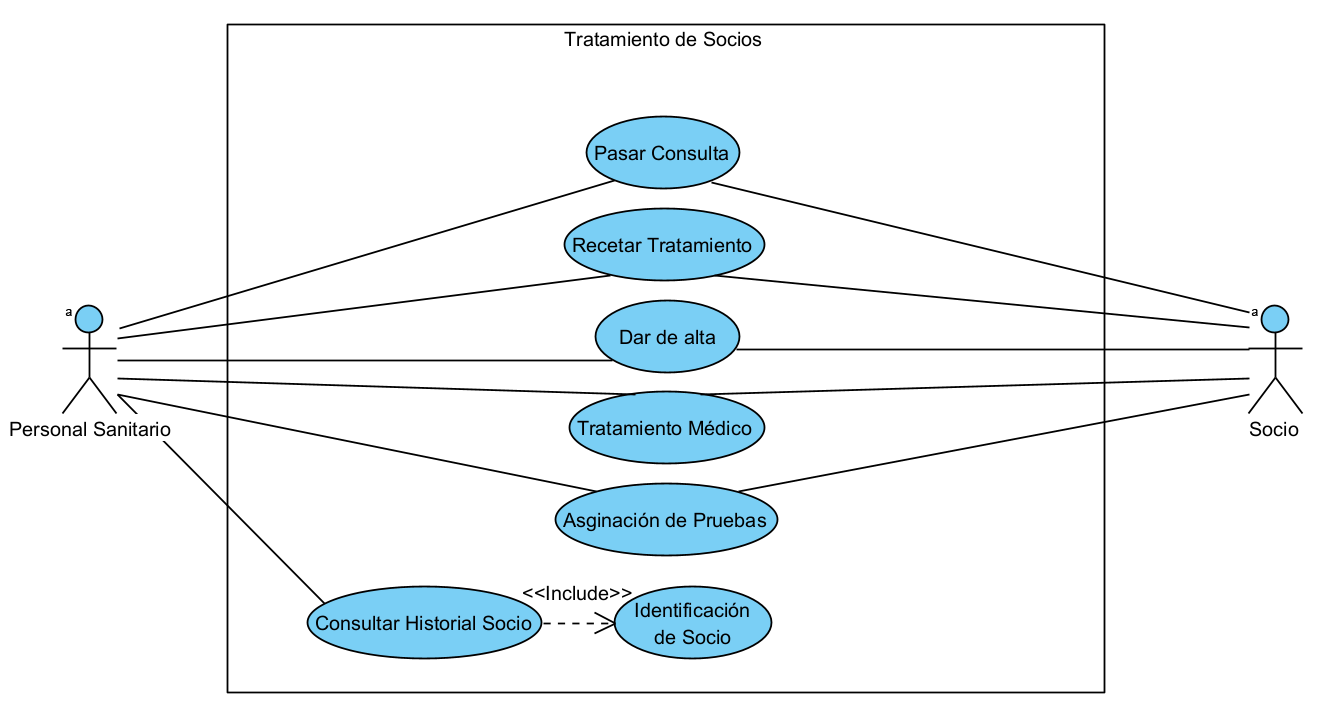 Tratamiento de Socios
Pasar Consulta
Recetar Tratamiento
a
a
Dar de alta
Personal Sanitario
Tratamiento Médico
Socio
Asginación de Pruebas
<<Include>>
Consultar Historial Socio
Identificación
de Socio